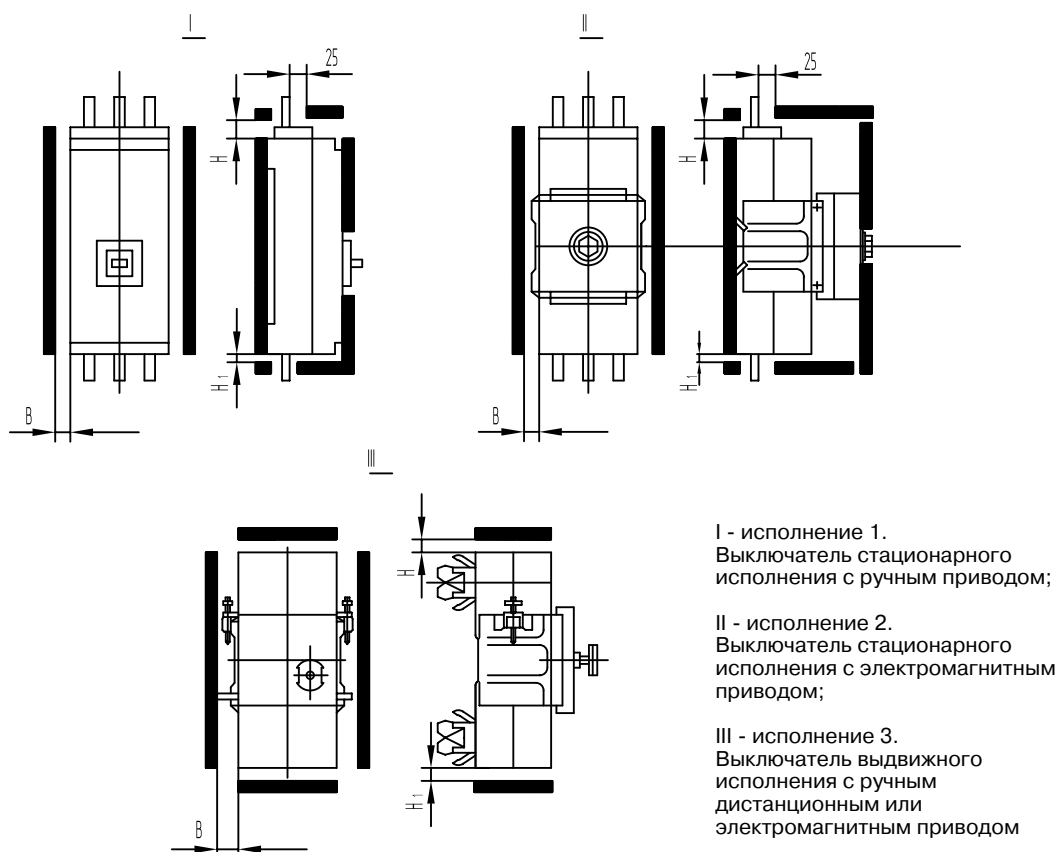 I
II
25
25
H
H
H1
H1
B
B
III
H
H1
B
I - исполнение 1.
Выключатель стационарного
исполнения с ручным приводом;
II - исполнение 2.
Выключатель стационарного
исполнения с электромагнитным
приводом;
III - исполнение 3.
Выключатель выдвижного
исполнения с ручным
дистанционным или
электромагнитным приводом